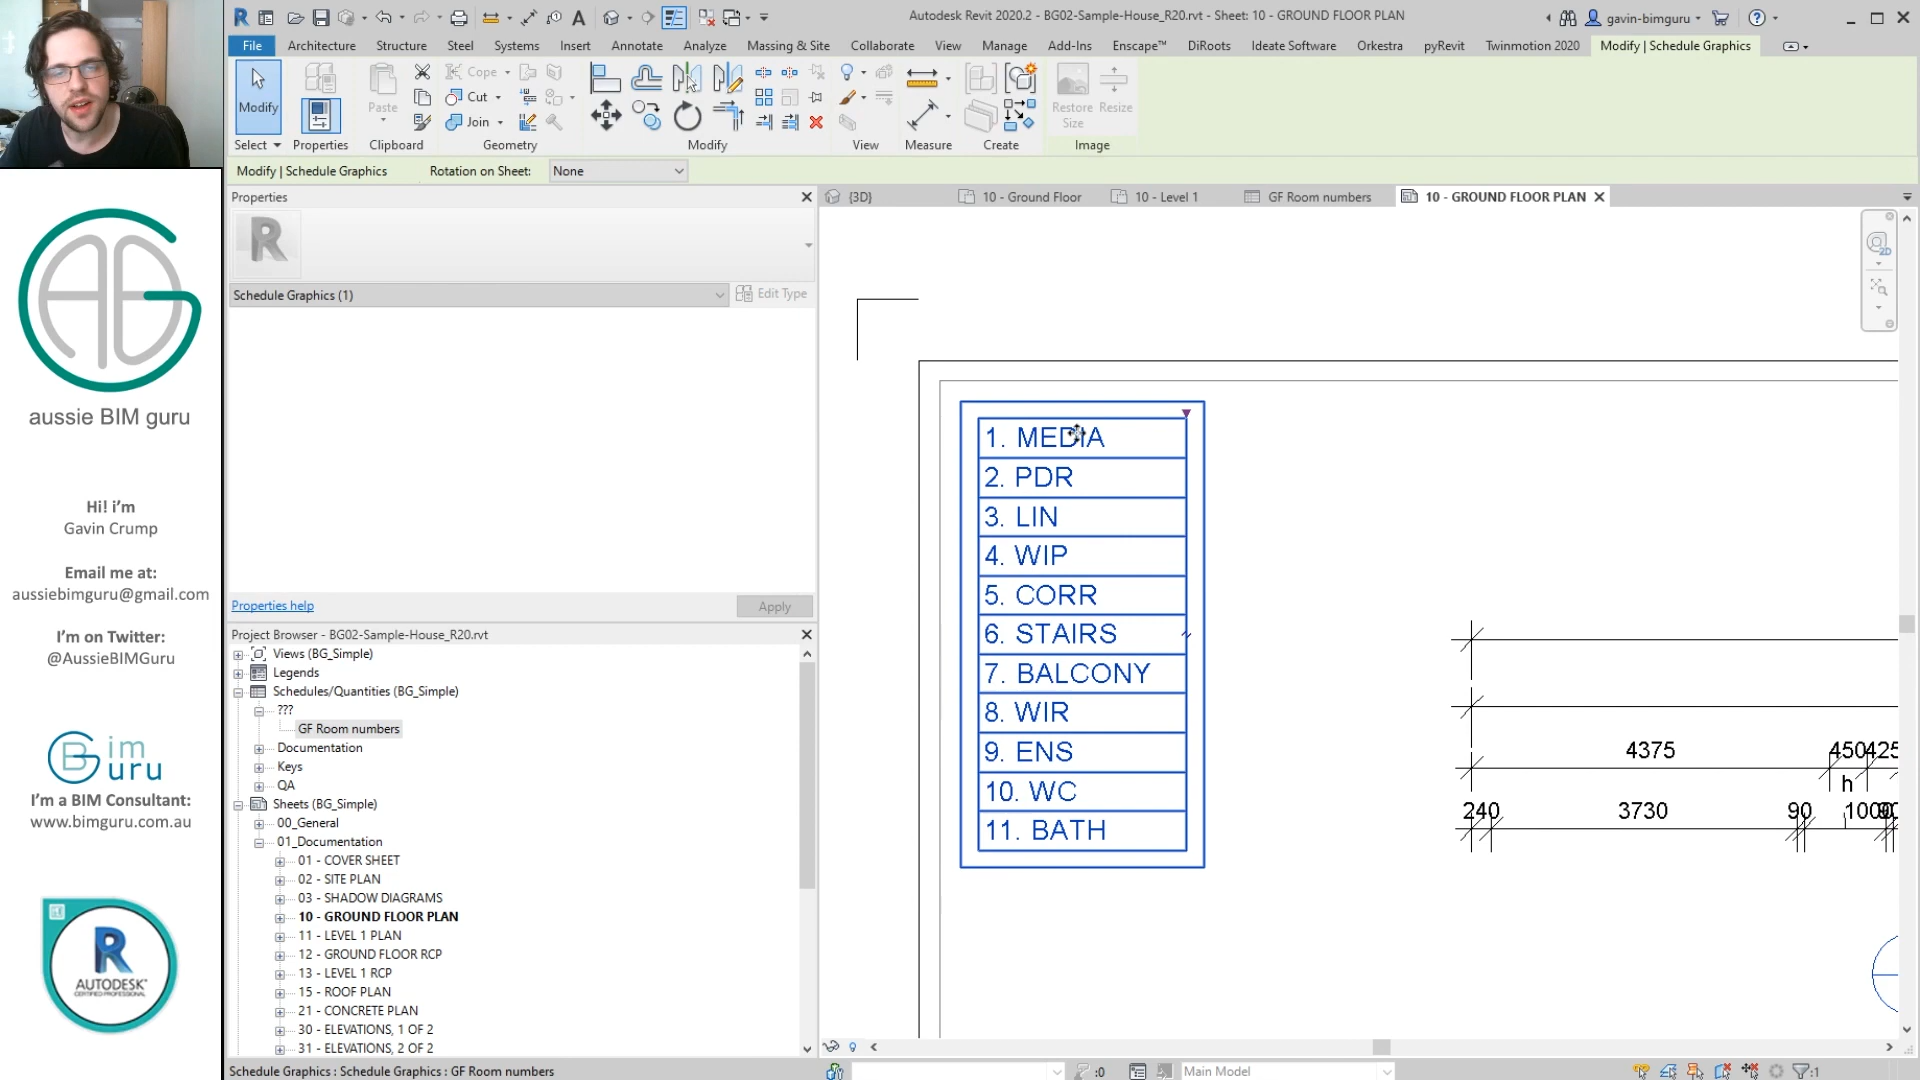 Autodesk Revit 2020.2 - BG02-Sample-House_R20.rvt - Sheet: 10 - GROUND FLOOR PLAN
gavin-bimguru
File Architecture Structure Steel Systems Insert Annotate Analyze Massing & Site Collaborate View Manage Add-Ins Enscape™ DiRoots Ideate Software Orkestra pyRevit Twinmotion 2020 Modify | Schedule Graphics
Modify
Paste
Cope
Cut
Join
Restore Size
Resize
Select Properties Clipboard Geometry Modify View Measure Create Image
Modify | Schedule Graphics Rotation on Sheet: None
Properties
{3D} 10 - Ground Floor 10 - Level 1 GF Room numbers 10 - GROUND FLOOR PLAN
R
Schedule Graphics (1) Edit Type
Properties help Apply
Project Browser - BG02-Sample-House_R20.rvt
Views (BG_Simple)
Legends
Schedules/Quantities (BG_Simple)
???
GF Room numbers
Documentation
Keys
QA
Sheets (BG_Simple)
00_General
01_Documentation
01 - COVER SHEET
02 - SITE PLAN
03 - SHADOW DIAGRAMS
10 - GROUND FLOOR PLAN
11 - LEVEL 1 PLAN
12 - GROUND FLOOR RCP
13 - LEVEL 1 RCP
15 - ROOF PLAN
21 - CONCRETE PLAN
30 - ELEVATIONS, 1 OF 2
31 - ELEVATIONS, 2 OF 2
Schedule Graphics : Schedule Graphics : GF Room numbers
:0
Main Model
:1
1. MEDIA
2. PDR
3. LIN
4. WIP
5. CORR
6. STAIRS
7. BALCONY
8. WIR
9. ENS
10. WC
11. BATH
4375 450 425
h
240 3730 90
2D
aussie BIM guru
Hi! i'm
Gavin Crump
Email me at:
aussiebimguru@gmail.com
I'm on Twitter:
@AussieBIMGuru
Bim
Guru
I'm a BIM Consultant:
www.bimguru.com.au
R
AUTODESK
CERTIFIED PROFESSIONAL